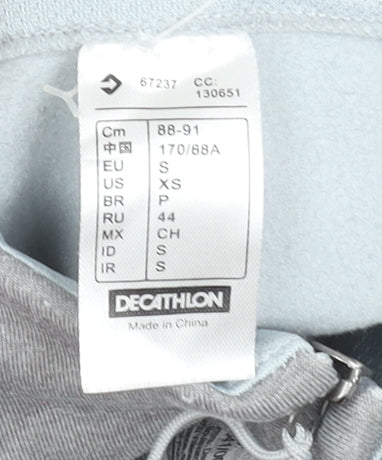 67237 CC:
130651
Cm 88-91
中国 170/88A
EU S
US XS
BR P
RU 44
MX CH
ID S
IR S
DECATHLON
Made in China